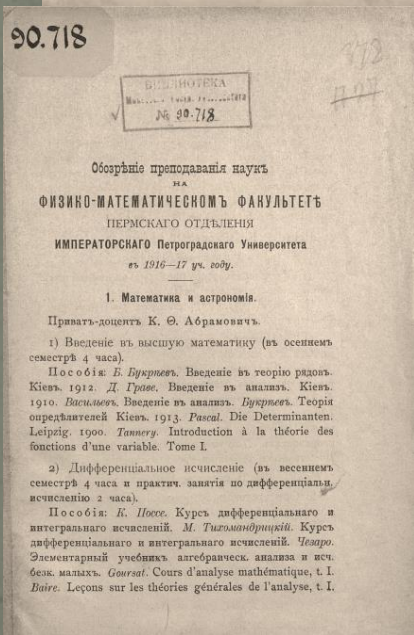 90.718
БИБЛИОТЕКА
№ 90.718
Обозрѣніе преподаванія наукъ
НА
ФИЗИКО-МАТЕМАТИЧЕСКОМЪ ФАКУЛЬТЕТѢ
ПЕРМСКАГО ОТДѢЛЕНІЯ
ИМПЕРАТОРСКАГО Петроградскаго Университета
въ 1916—17 уч. году.
1. Математика и астрономія.
Приватъ-доцентъ К. Ѳ. Абрамовичъ.
1) Введеніе въ высшую математику (въ осеннемъ
семестрѣ 4 часа).
Пособія: Б. Букрѣевъ. Введеніе въ теорію рядовъ.
Кіевъ. 1912. Д. Граве. Введеніе въ анализъ. Кіевъ.
1910. Васильевъ. Введеніе въ анализъ. Букрѣевъ. Теорія
опредѣлителей Кіевъ. 1913. Pascal. Die Determinanten.
Leipzig. 1900. Tannery. Introduction à la théorie des
fonctions d'une variable. Tome I.
2) Дифференціальное исчисленіе (въ весеннемъ
семестрѣ 4 часа и практич. занятія по дифференціальн.
исчисленію 2 часа).
Пособія: К. Поссе. Курсъ дифференціальнаго и
интегральнаго исчисленій. М. Тихомандрицкій. Курсъ
дифференціальнаго и интегральнаго исчисленій. Чезаро.
Элементарный учебникъ алгебраическ. анализа и исч.
безк. малыхъ. Goursat. Cours d'analyse mathématique, t. I.
Baire. Leçons sur les théories générales de l'analyse, t. I.